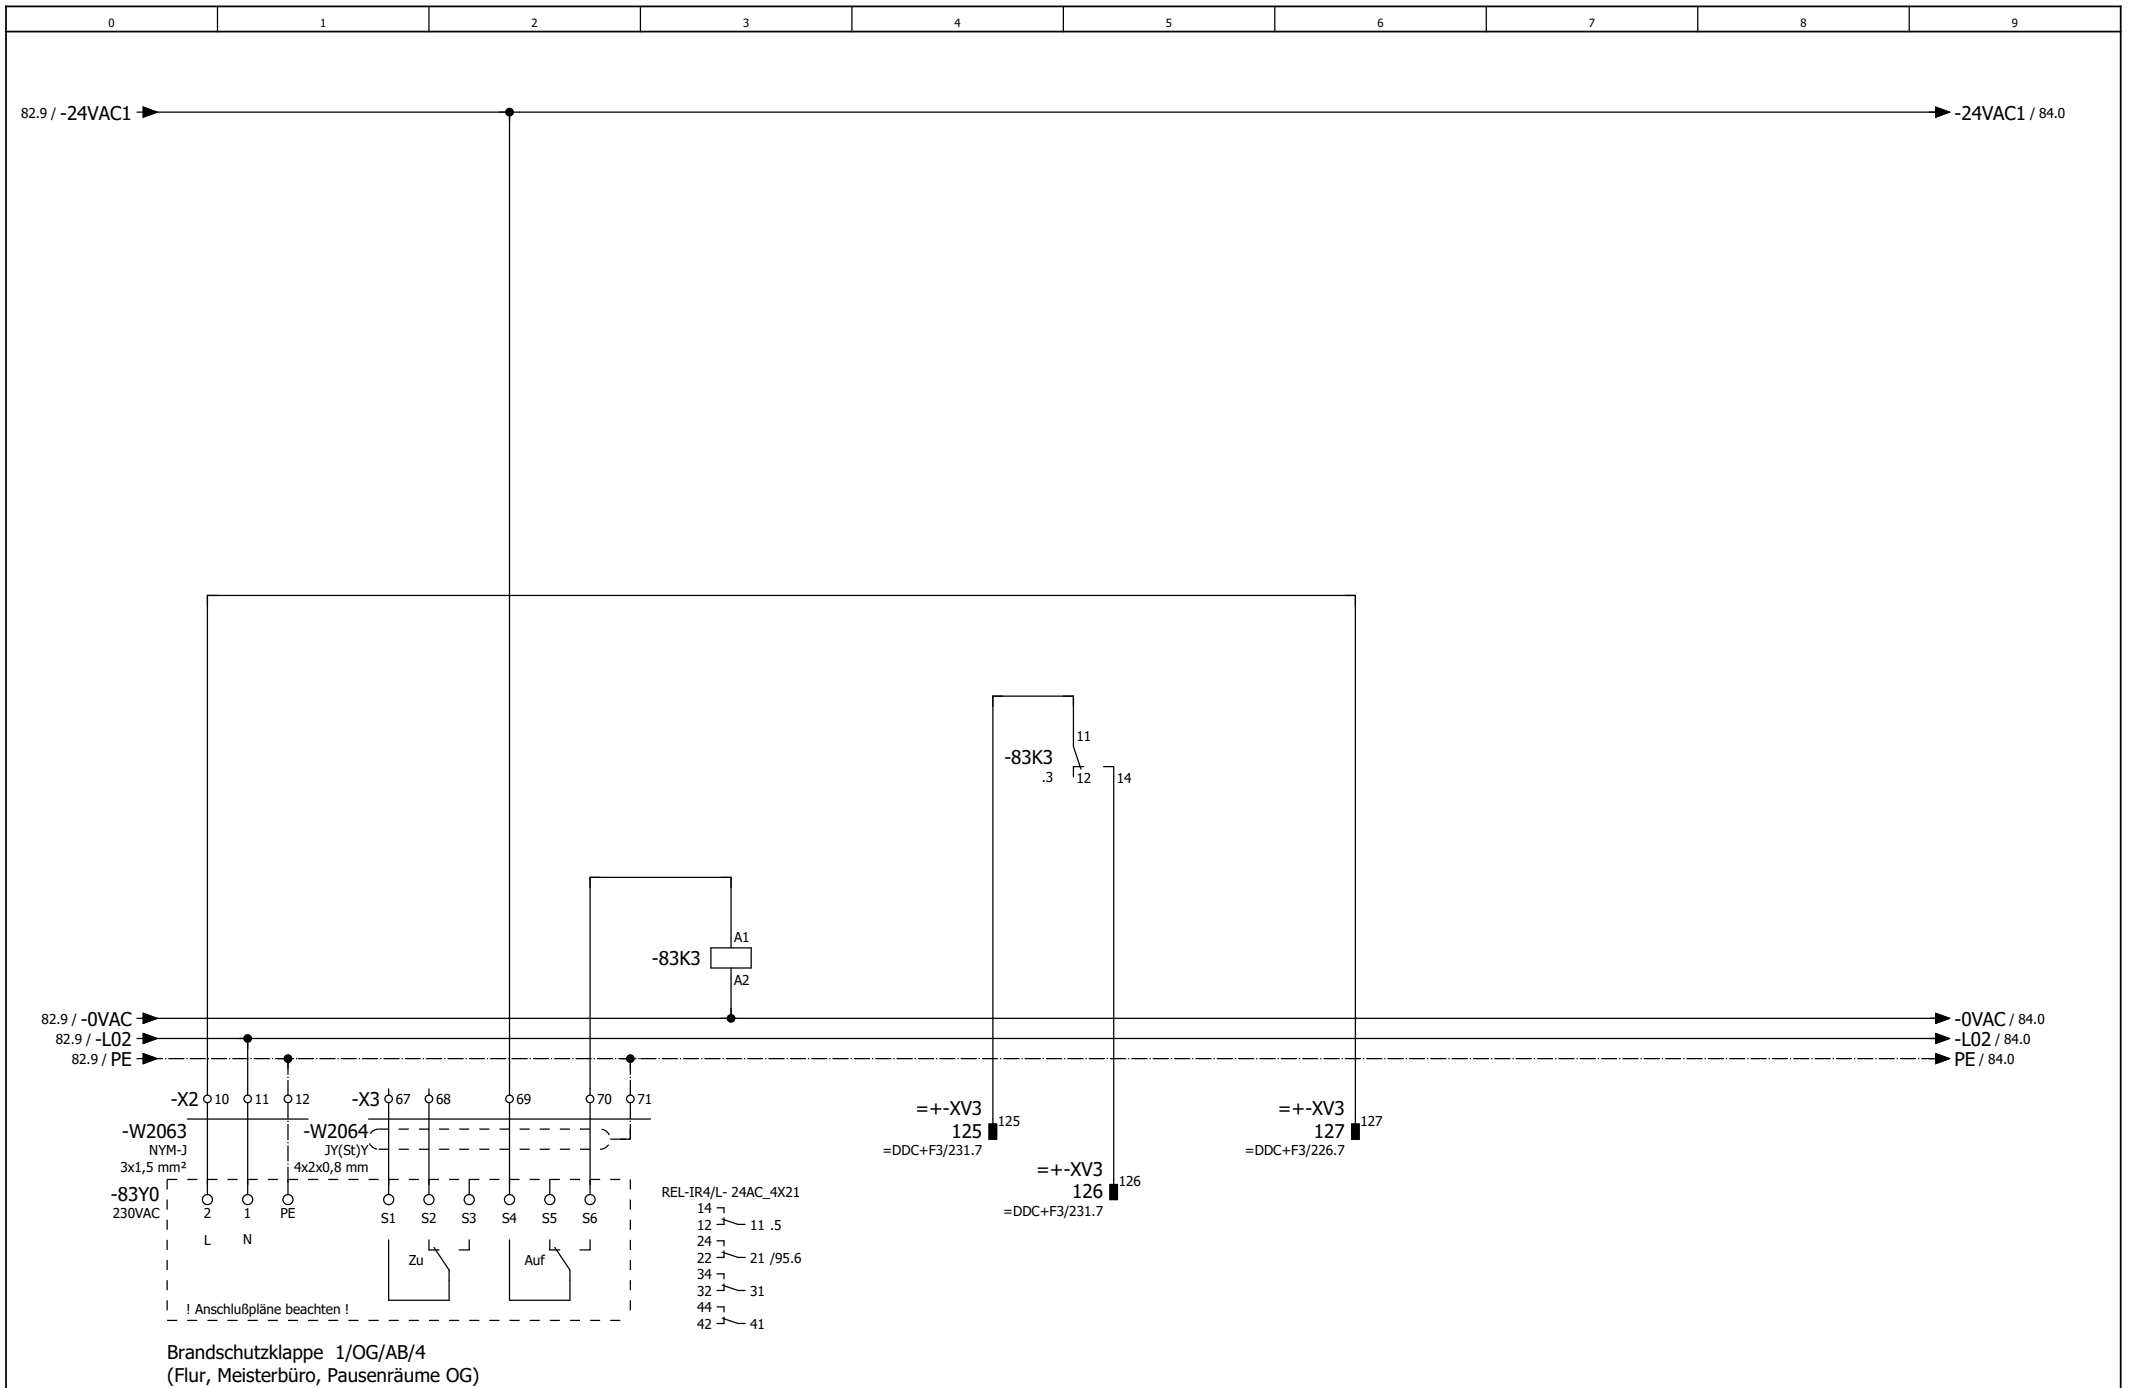 0 1 2 3 4 5 6 7 8 9
82.9 / -24VAC1
-24VAC1 / 84.0
11
-83K3
.3
12 14
A1
-83K3
A2
82.9 / -0VAC
-0VAC / 84.0
82.9 / -L02
-L02 / 84.0
82.9 / PE
PE / 84.0
-X2 10 11 12 -X3 67 68 69 70 71
-W2063
NYM-J
3x1,5 mm²
-W2064
JY(St)Y
4x2x0,8 mm
=+-XV3
125 125
=DDC+F3/231.7
=+-XV3
126 126
=DDC+F3/231.7
=+-XV3
127 127
=DDC+F3/226.7
-83Y0
230VAC
2 1 PE S1 S2 S3 S4 S5 S6
L N
Zu Auf
! Anschlußpläne beachten !
REL-IR4/L- 24AC_4X21
14
12 11 .5
24
22 21 /95.6
34
32 31
44
42 41
Brandschutzklappe 1/OG/AB/4
(Flur, Meisterbüro, Pausenräume OG)